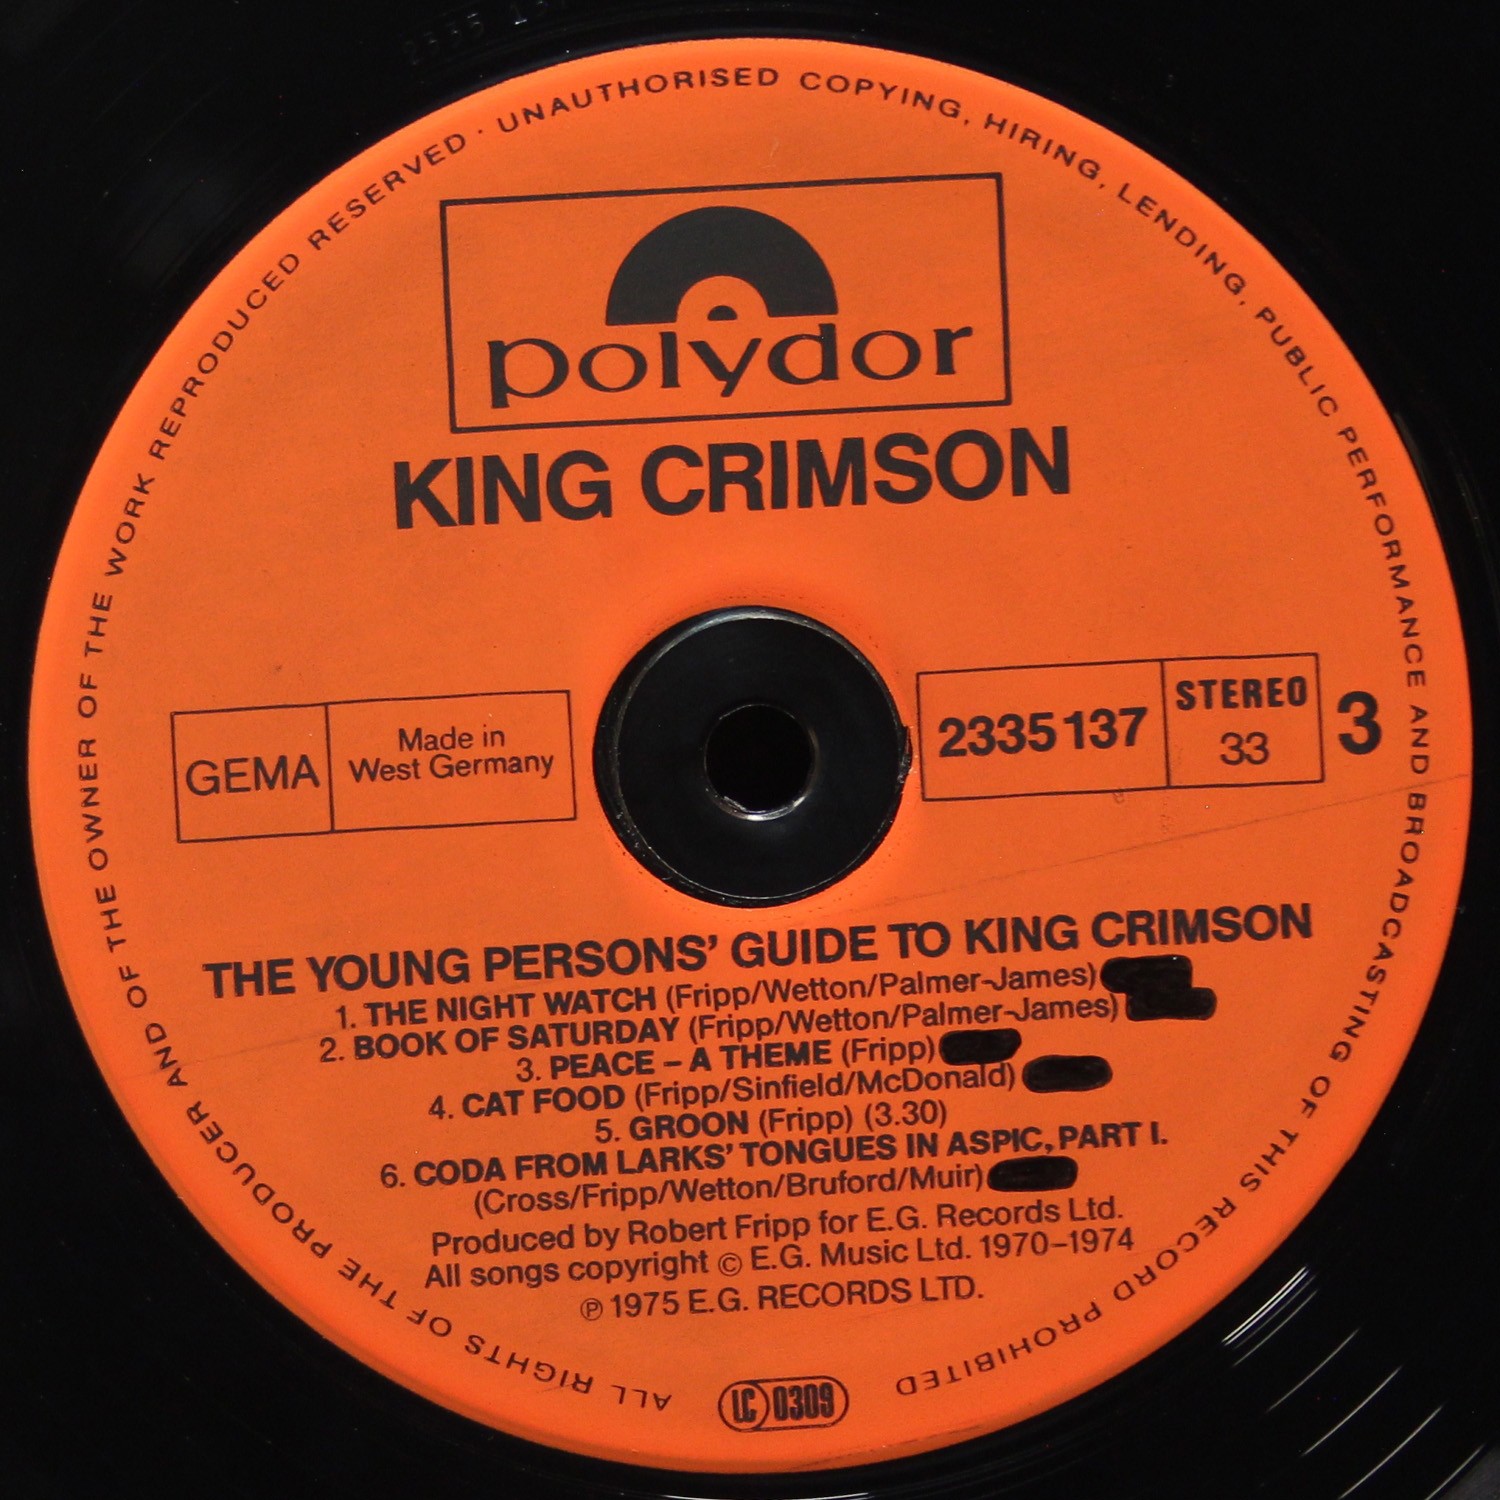 ALL RIGHTS OF THE PRODUCER AND OF THE OWNER OF THE WORK REPRODUCED RESERVED · UNAUTHORISED COPYING, HIRING, LENDING, PUBLIC PERFORMANCE AND BROADCASTING OF THIS RECORD PROHIBITED
polydor
KING CRIMSON
GEMA
Made in
West Germany
2335137
STEREO
33
3
THE YOUNG PERSONS' GUIDE TO KING CRIMSON
1. THE NIGHT WATCH (Fripp/Wetton/Palmer-James)
2. BOOK OF SATURDAY (Fripp/Wetton/Palmer-James)
3. PEACE – A THEME (Fripp)
4. CAT FOOD (Fripp/Sinfield/McDonald)
5. GROON (Fripp) (3.30)
6. CODA FROM LARKS' TONGUES IN ASPIC, PART I.
(Cross/Fripp/Wetton/Bruford/Muir)
Produced by Robert Fripp for E.G. Records Ltd.
All songs copyright © E.G. Music Ltd. 1970–1974
℗ 1975 E.G. RECORDS LTD.
LC 0309